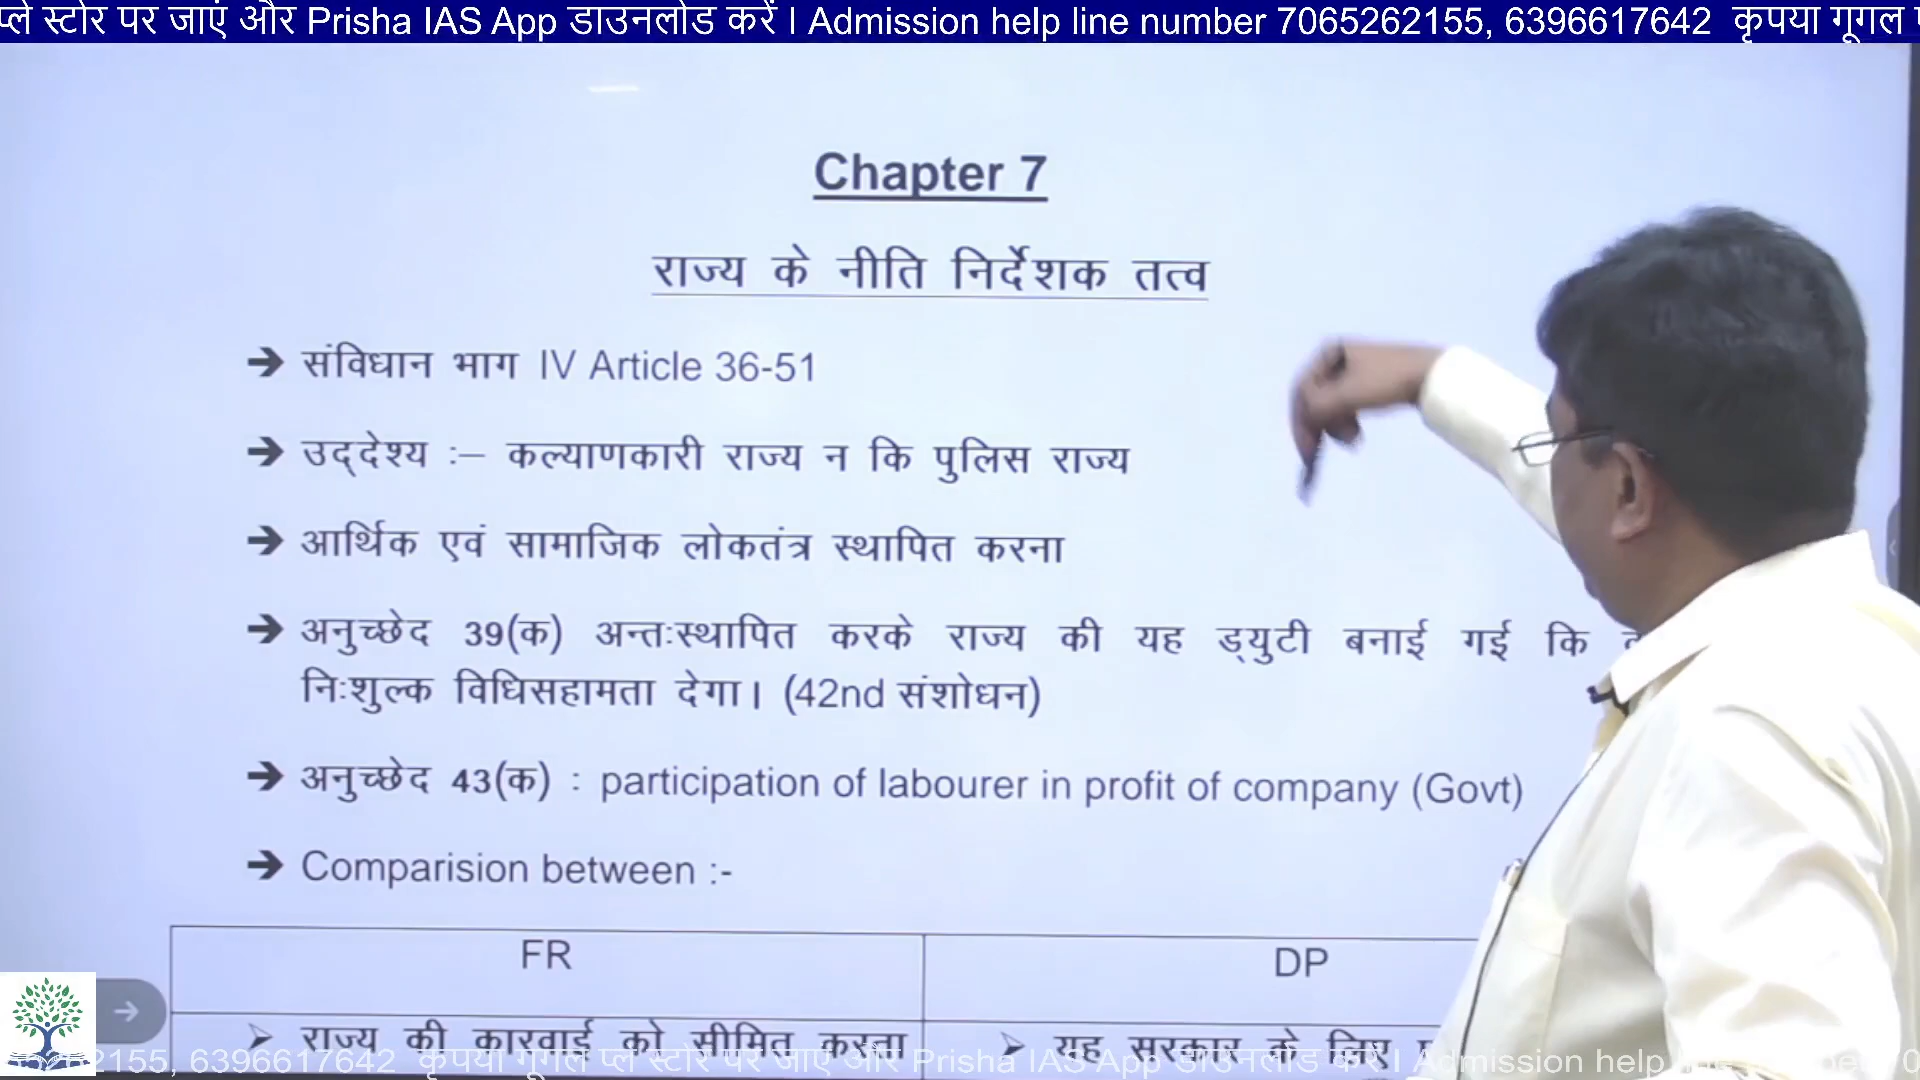 प्ले स्टोर पर जाएं और Prisha IAS App डाउनलोड करें I Admission help line number 7065262155, 6396617642 कृपया गूगल
Chapter 7
राज्य के नीति निर्देशक तत्व
➔ संविधान भाग IV Article 36-51
➔ उद्देश्य :– कल्याणकारी राज्य न कि पुलिस राज्य
➔ आर्थिक एवं सामाजिक लोकतंत्र स्थापित करना
➔ अनुच्छेद 39(क) अन्तःस्थापित करके राज्य की यह ड्युटी बनाई गई कि
निःशुल्क विधिसहामता देगा। (42nd संशोधन)
➔ अनुच्छेद 43(क) : participation of labourer in profit of company (Govt)
➔ Comparision between :-
FR DP
➢ राज्य की कारवाई को सीमित करता ➢ यह सरकार के लिए
2155, 6396617642 कृपया गूगल प्ले स्टोर पर जाएं और Prisha IAS App डाउनलोड करें I Admission help